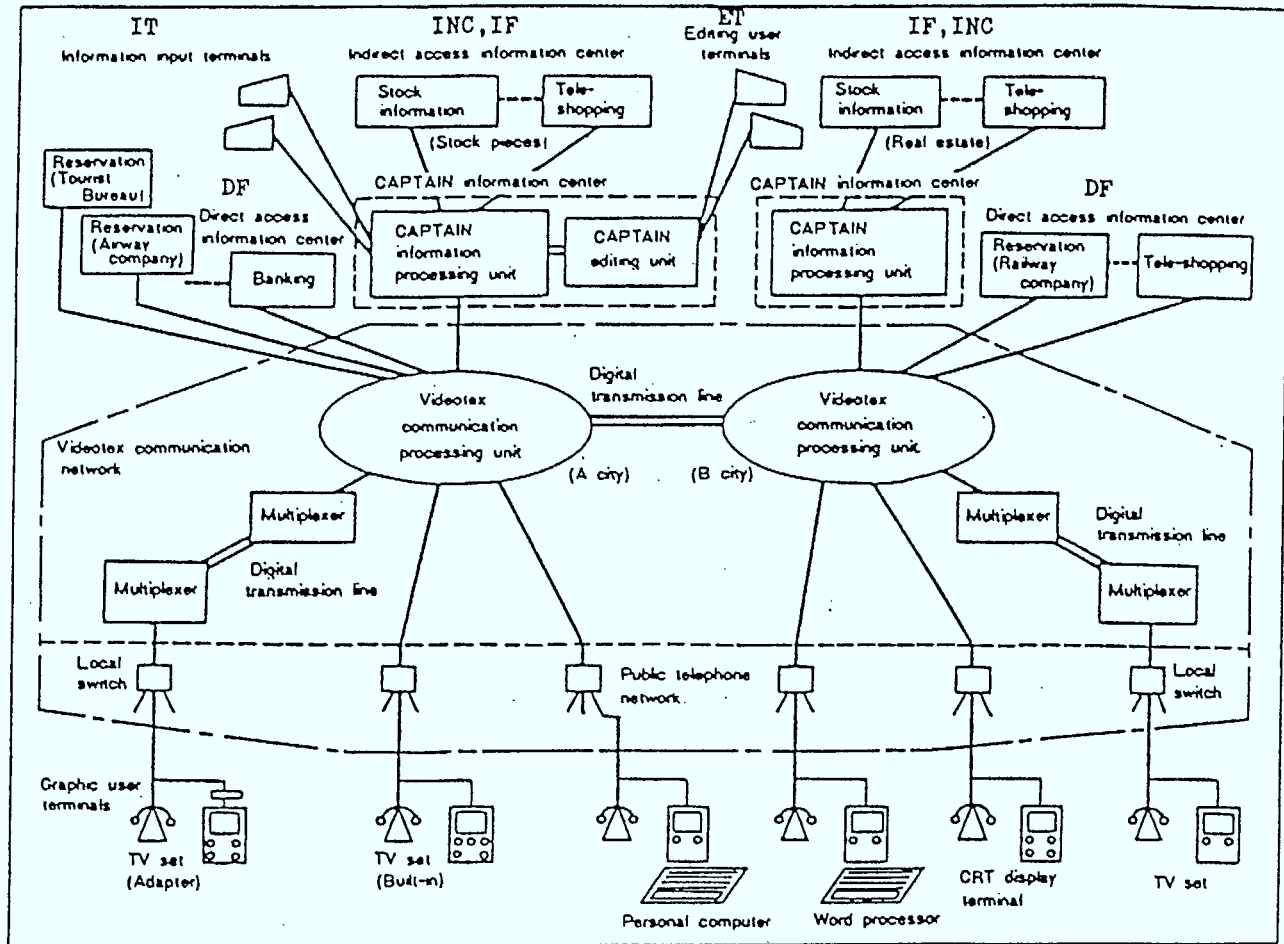 IT
INC,IF
ET
IF,INC
Information input terminals
Indirect access information center
Editing user
terminals
Indirect access information center
Stock
information
Tele-
shopping
Stock
information
Tele-
shopping
(Stock pieces)
(Real estate)
Reservation
(Tourist
Bureau)
DF
CAPTAIN information center
CAPTAIN information center
DF
Reservation
(Airway
company)
Direct access
information center
Banking
CAPTAIN
information
processing unit
CAPTAIN
editing unit
CAPTAIN
information
processing unit
Direct access
information center
Reservation
(Railway
company)
Tele-shopping
Videotex
communication
processing unit
Digital
transmission line
Videotex
communication
processing unit
Videotex communication
network
(A city)
(B city)
Multiplexer
Multiplexer
Digital
transmission line
Multiplexer
Digital
transmission line
Multiplexer
Local
switch
Public telephone
network
Local
switch
Graphic user
terminals
TV set
(Adapter)
TV set
(Built-in)
Personal computer
Word processor
CRT display
terminal
TV set